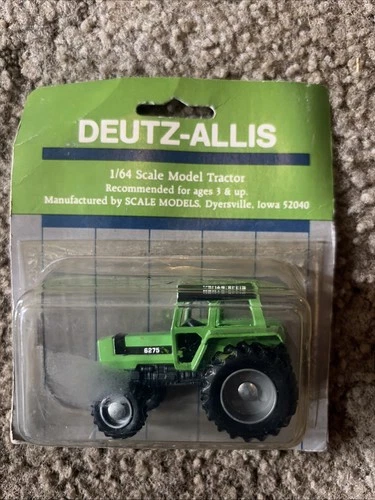 DEUTZ-ALLIS
1/64 Scale Model Tractor
Recommended for ages 3 & up.
Manufactured by SCALE MODELS, Dyersville, Iowa 52040
6275